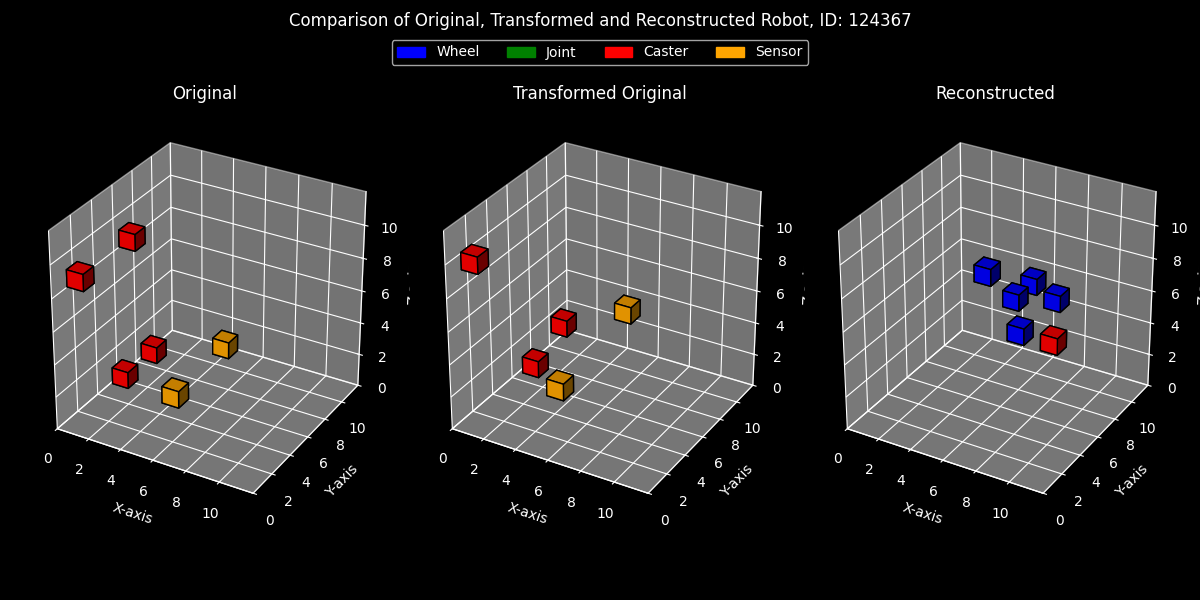 Comparison of Original, Transformed and Reconstructed Robot, ID: 124367
Wheel Joint Caster Sensor
Original
Transformed Original
Reconstructed
0 2 4 6 8 10
X-axis
0 2 4 6 8 10
Y-axis
0 2 4 6 8 10
0 2 4 6 8 10
X-axis
0 2 4 6 8 10
Y-axis
0 2 4 6 8 10
0 2 4 6 8 10
X-axis
0 2 4 6 8 10
Y-axis
0 2 4 6 8 10